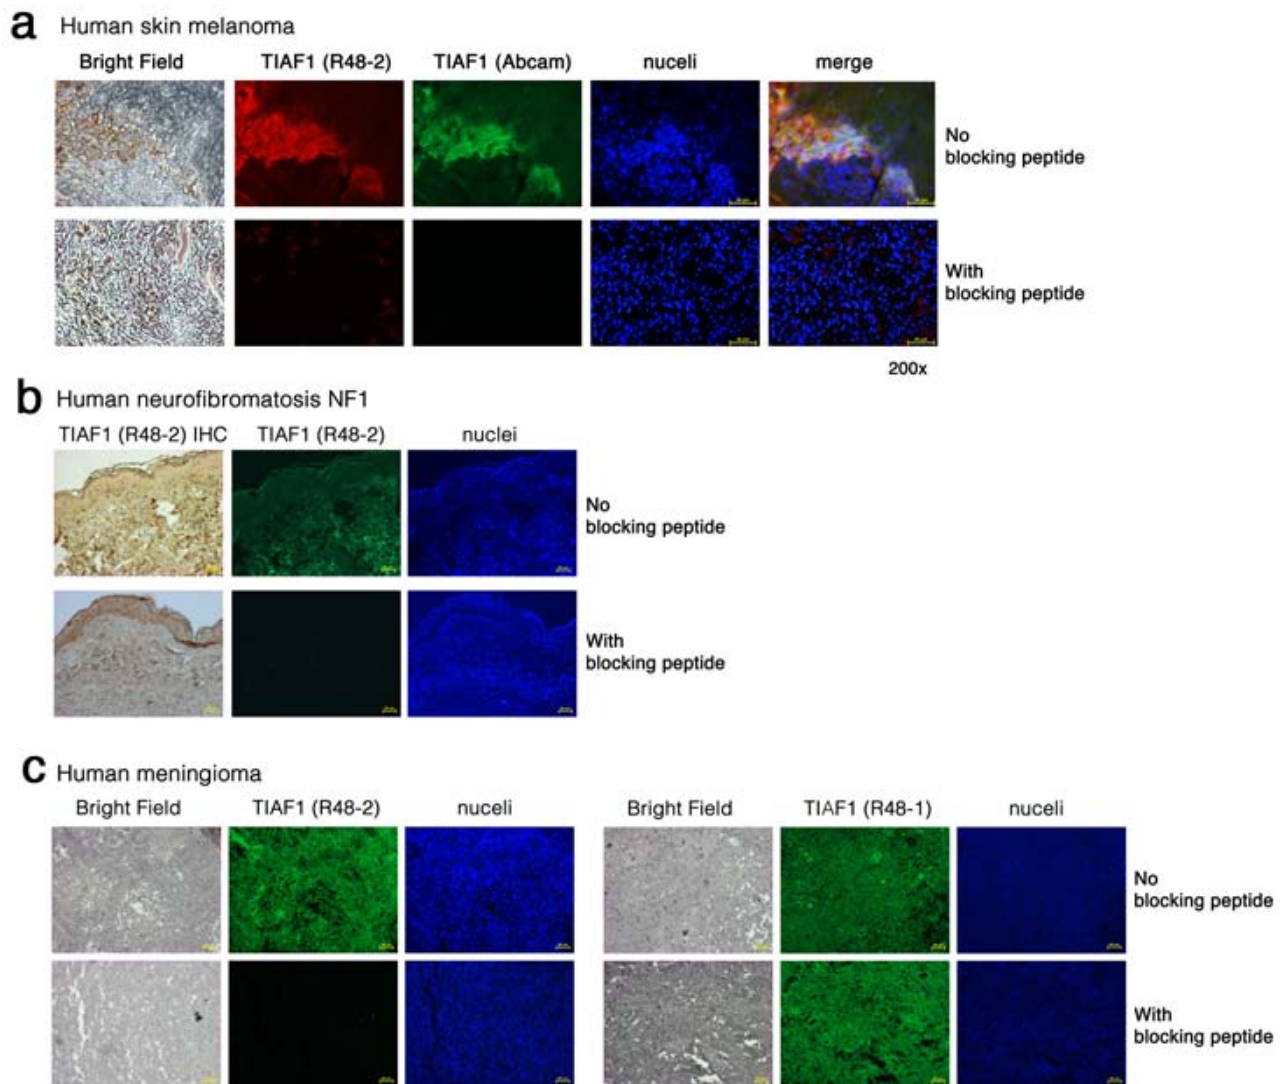 a Human skin melanoma
Bright Field TIAF1 (R48-2) TIAF1 (Abcam) nuceli merge
No
blocking peptide
With
blocking peptide
200x
b Human neurofibromatosis NF1
TIAF1 (R48-2) IHC TIAF1 (R48-2) nuclei
No
blocking peptide
With
blocking peptide
c Human meningioma
Bright Field TIAF1 (R48-2) nuceli Bright Field TIAF1 (R48-1) nuceli
No
blocking peptide
With
blocking peptide